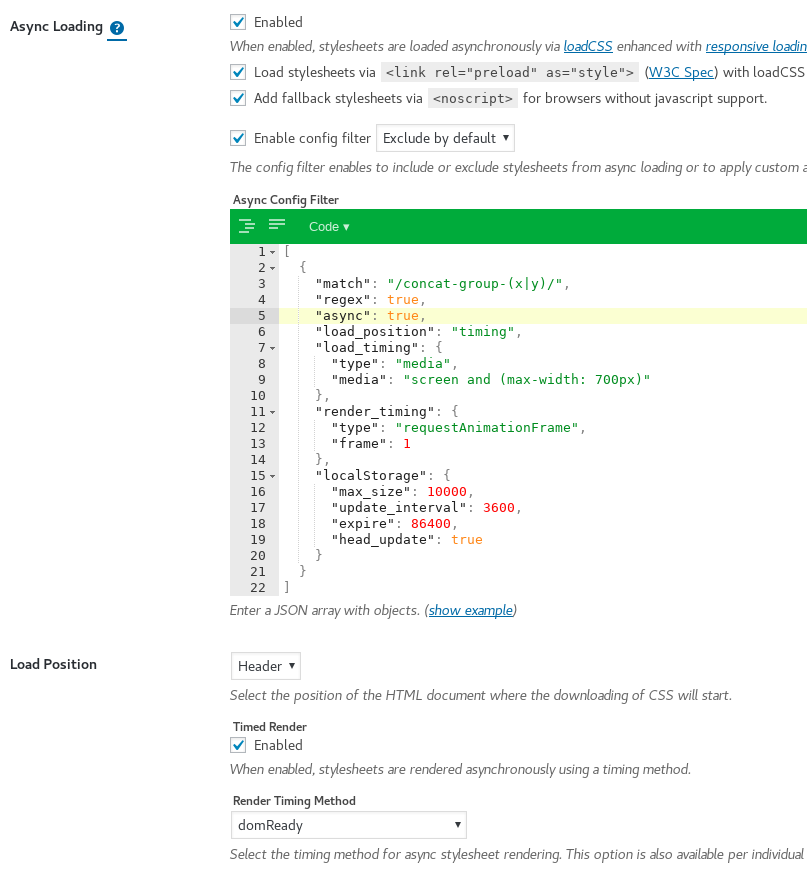 Async Loading ?
Enabled
When enabled, stylesheets are loaded asynchronously via loadCSS enhanced with responsive loadin
Load stylesheets via <link rel="preload" as="style"> (W3C Spec) with loadCSS
Add fallback stylesheets via <noscript> for browsers without javascript support.
Enable config filter Exclude by default ▾
The config filter enables to include or exclude stylesheets from async loading or to apply custom a
Async Config Filter
Code ▾
1 [
2 {
3 "match": "/concat-group-(x|y)/",
4 "regex": true,
5 "async": true,
6 "load_position": "timing",
7 "load_timing": {
8 "type": "media",
9 "media": "screen and (max-width: 700px)"
10 },
11 "render_timing": {
12 "type": "requestAnimationFrame",
13 "frame": 1
14 },
15 "localStorage": {
16 "max_size": 10000,
17 "update_interval": 3600,
18 "expire": 86400,
19 "head_update": true
20 }
21 }
22 ]
Enter a JSON array with objects. (show example)
Load Position
Header ▾
Select the position of the HTML document where the downloading of CSS will start.
Timed Render
Enabled
When enabled, stylesheets are rendered asynchronously using a timing method.
Render Timing Method
domReady ▾
Select the timing method for async stylesheet rendering. This option is also available per individual